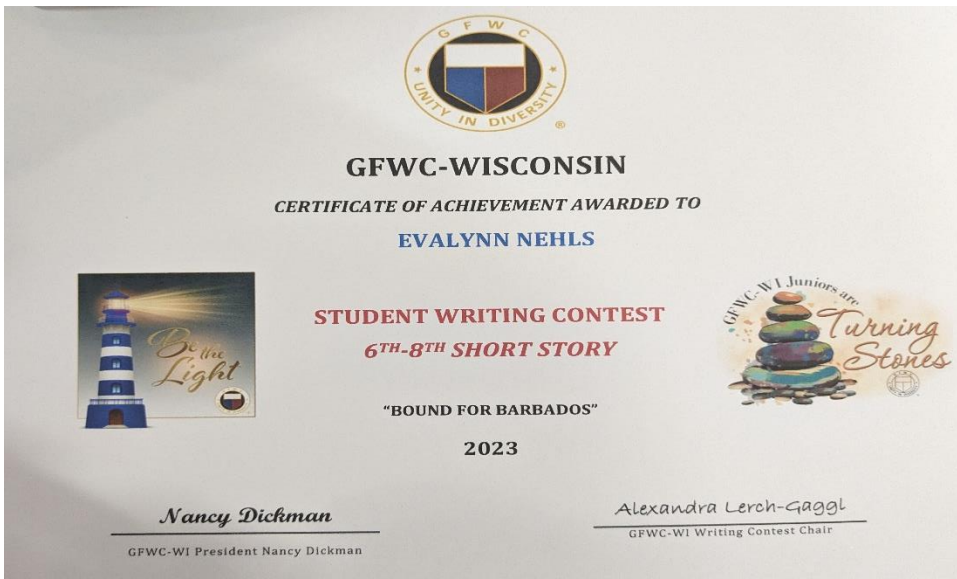 GFWC
UNITY IN DIVERSITY
®
GFWC-WISCONSIN
CERTIFICATE OF ACHIEVEMENT AWARDED TO
EVALYNN NEHLS
Be the Light
STUDENT WRITING CONTEST
6TH-8TH SHORT STORY
GFWC-WI Juniors are
Turning
Stones
"BOUND FOR BARBADOS"
2023
Nancy Dickman
GFWC-WI President Nancy Dickman
Alexandra Lerch-Gaggl
GFWC-WI Writing Contest Chair